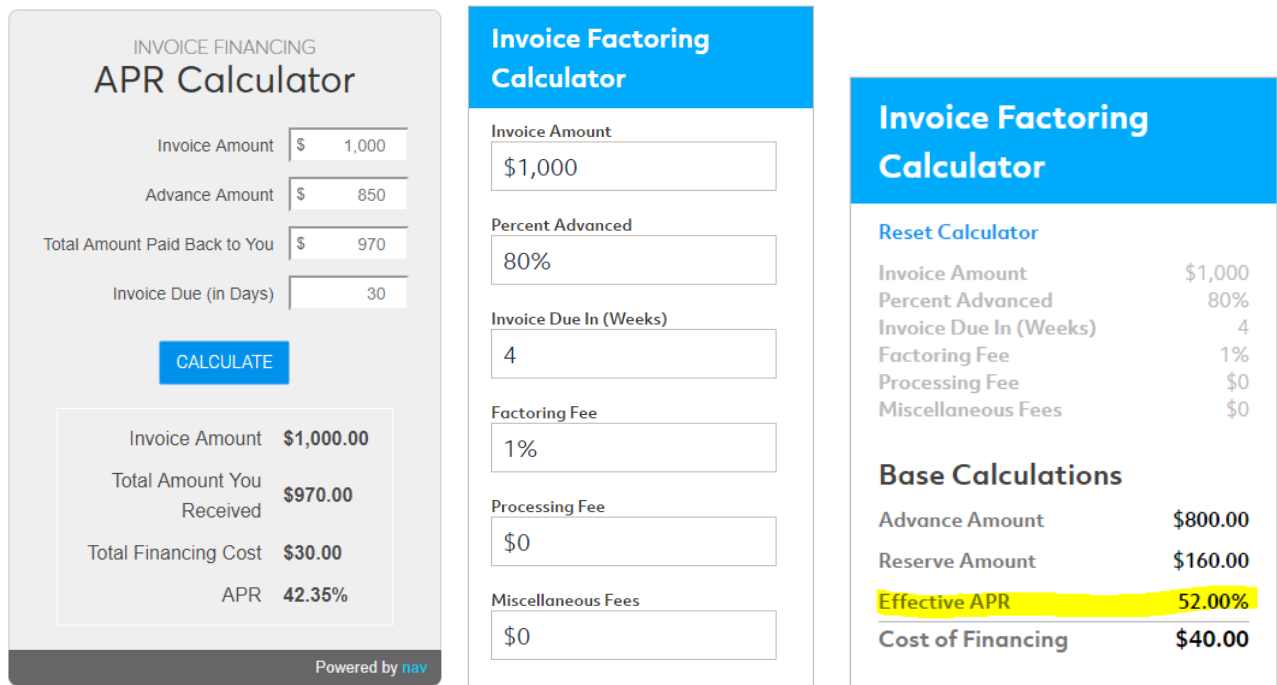 INVOICE FINANCING
APR Calculator
Invoice Amount $ 1,000
Advance Amount $ 850
Total Amount Paid Back to You $ 970
Invoice Due (in Days) 30
CALCULATE
Invoice Amount $1,000.00
Total Amount You
Received $970.00
Total Financing Cost $30.00
APR 42.35%
Powered by nav
Invoice Factoring
Calculator
Invoice Amount
$1,000
Percent Advanced
80%
Invoice Due In (Weeks)
4
Factoring Fee
1%
Processing Fee
$0
Miscellaneous Fees
$0
Invoice Factoring
Calculator
Reset Calculator
Invoice Amount $1,000
Percent Advanced 80%
Invoice Due In (Weeks) 4
Factoring Fee 1%
Processing Fee $0
Miscellaneous Fees $0
Base Calculations
Advance Amount $800.00
Reserve Amount $160.00
Effective APR 52.00%
Cost of Financing $40.00